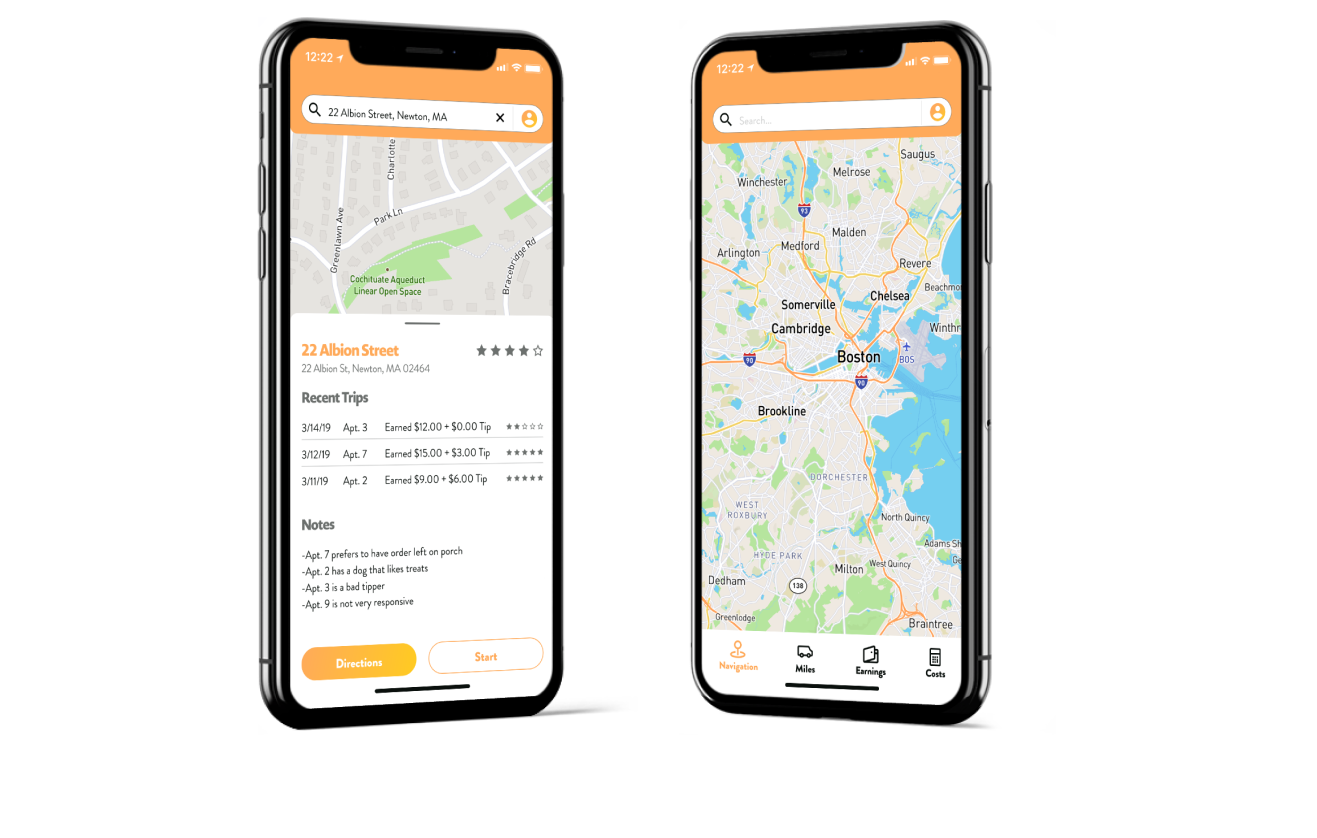 12:22
22 Albion Street, Newton, MA
Charlotte
Greenlawn Ave
Park Ln
Bracebridge Rd
Cochituate Aqueduct
Linear Open Space
22 Albion Street
22 Albion St, Newton, MA 02464
Recent Trips
3/14/19 Apt. 3 Earned $12.00 + $0.00 Tip
3/12/19 Apt. 7 Earned $15.00 + $3.00 Tip
3/11/19 Apt. 2 Earned $9.00 + $6.00 Tip
Notes
-Apt. 7 prefers to have order left on porch
-Apt. 2 has a dog that likes treats
-Apt. 3 is a bad tipper
-Apt. 9 is not very responsive
Directions Start
12:22
Search...
Saugus
Winchester Melrose
93
Malden
Arlington Medford
Revere
Beachmo
Somerville Chelsea
Cambridge Winthr
90 Boston BOS
90
Brookline
DORCHESTER
WEST
ROXBURY
North Quincy
HYDE PARK Adams Sh
Milton West Quincy Ge
Dedham
138
Greenlodge Braintree
Navigation Miles Earnings Costs